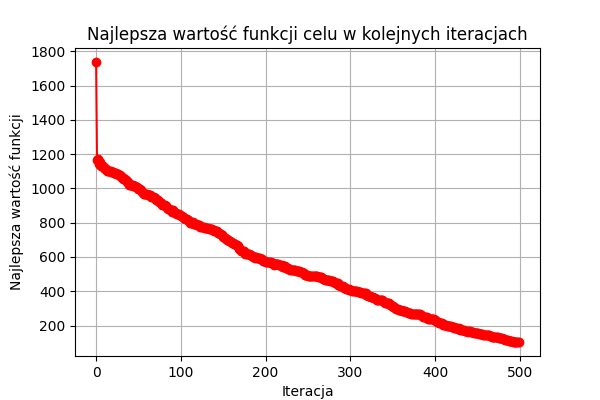 Najlepsza wartość funkcji celu w kolejnych iteracjach
1800
1600
1400
1200
1000
800
600
400
200
Najlepsza wartość funkcji
0 100 200 300 400 500
Iteracja